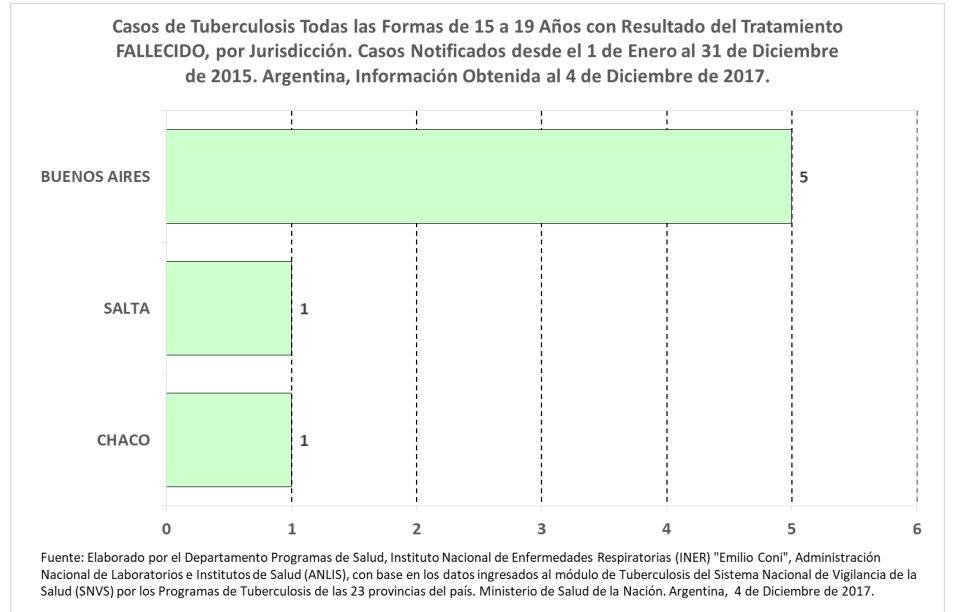 Casos de Tuberculosis Todas las Formas de 15 a 19 Años con Resultado del Tratamiento
FALLECIDO, por Jurisdicción. Casos Notificados desde el 1 de Enero al 31 de Diciembre
de 2015. Argentina, Información Obtenida al 4 de Diciembre de 2017.
BUENOS AIRES
5
SALTA
1
CHACO
1
0 1 2 3 4 5 6
Fuente: Elaborado por el Departamento Programas de Salud, Instituto Nacional de Enfermedades Respiratorias (INER) "Emilio Coni", Administración
Nacional de Laboratorios e Institutos de Salud (ANLIS), con base en los datos ingresados al módulo de Tuberculosis del Sistema Nacional de Vigilancia de la
Salud (SNVS) por los Programas de Tuberculosis de las 23 provincias del país. Ministerio de Salud de la Nación. Argentina, 4 de Diciembre de 2017.